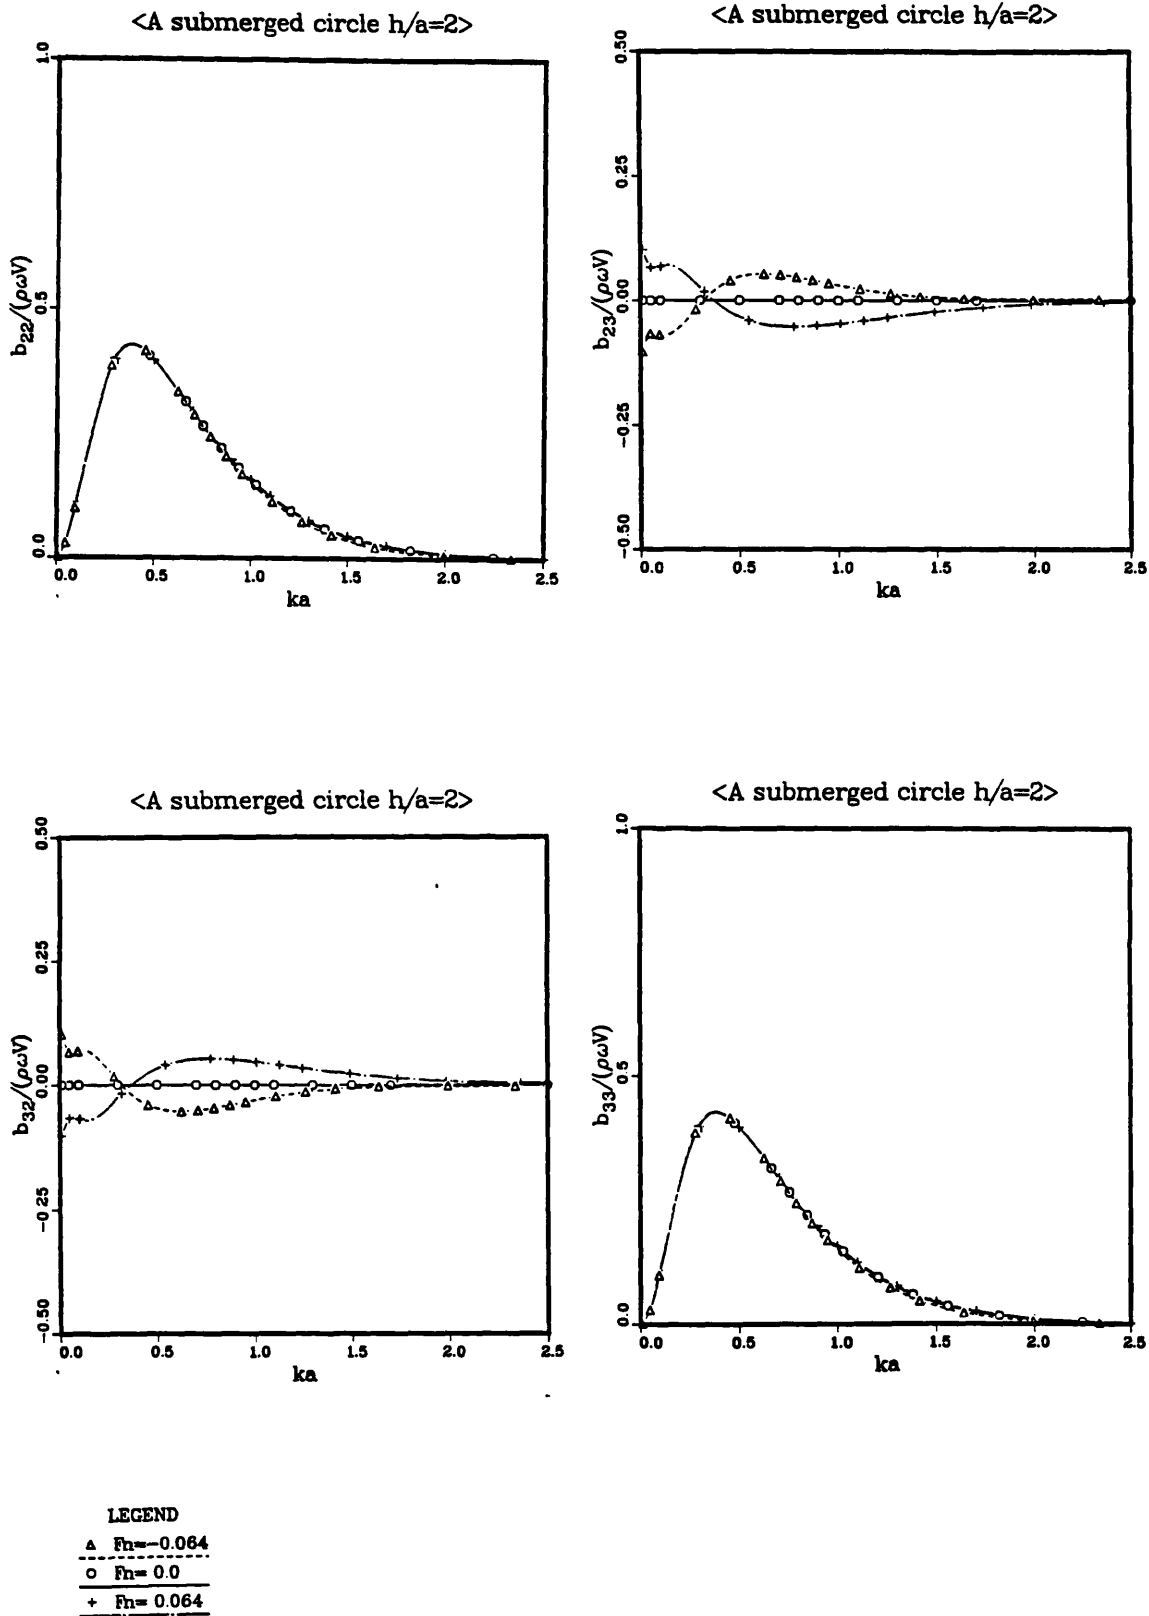 <A submerged circle h/a=2>
1.0
0.5
0.0
b22/(ρωV)
0.0 0.5 1.0 1.5 2.0 2.5
ka
<A submerged circle h/a=2>
0.50
0.25
0.00
-0.25
-0.50
b23/(ρωV)
0.0 0.5 1.0 1.5 2.0 2.5
ka
<A submerged circle h/a=2>
0.50
0.25
0.00
-0.25
-0.50
b32/(ρωV)
0.0 0.5 1.0 1.5 2.0 2.5
ka
<A submerged circle h/a=2>
1.0
0.5
0.0
b33/(ρωV)
0.0 0.5 1.0 1.5 2.0 2.5
ka
LEGEND
Fn=-0.064
Fn= 0.0
Fn= 0.064